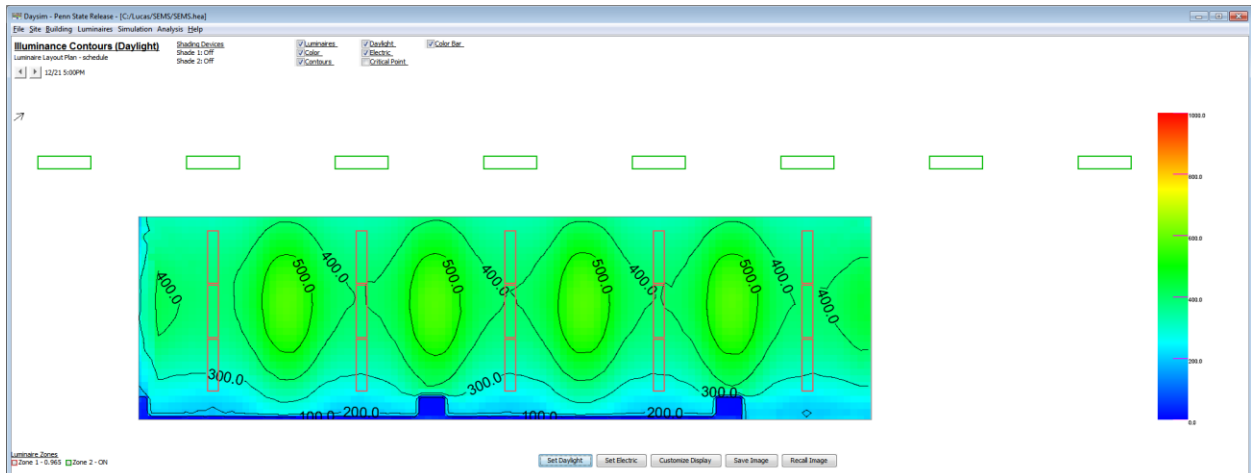 Daysim - Penn State Release - [C:/Lucas/SEMS/SEMS.hea]
File Site Building Luminaires Simulation Analysis Help
Illuminance Contours (Daylight)
Luminaire Layout Plan - schedule
12/21 5:00PM
Shading Devices
Shade 1: Off
Shade 2: Off
Luminaires Daylight Color Bar
Color Electric
Contours Critical Point
1000.0
800.0
600.0
400.0
200.0
0.0
400.0 500.0 400.0 500.0 400.0 500.0 400.0 500.0 400.0 400.0
300.0 300.0 300.0
100.0 200.0 100.0 200.0
Luminaire Zones
Zone 1 - 0.965 Zone 2 - ON
Set Daylight Set Electric Customize Display Save Image Recall Image